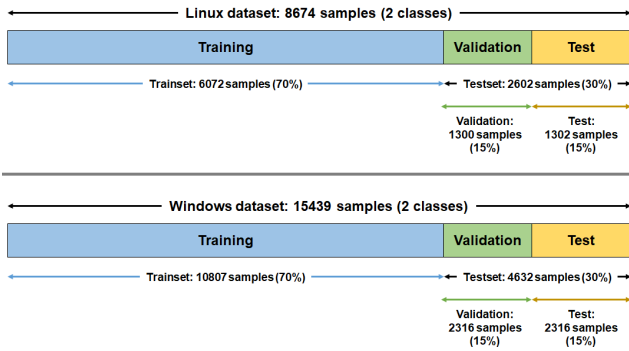 Linux dataset: 8674 samples (2 classes)
Training
Validation
Test
Trainset: 6072 samples (70%)
Testset: 2602 samples (30%)
Validation:
1300 samples
(15%)
Test:
1302 samples
(15%)
Windows dataset: 15439 samples (2 classes)
Training
Validation
Test
Trainset: 10807 samples (70%)
Testset: 4632 samples (30%)
Validation:
2316 samples
(15%)
Test:
2316 samples
(15%)